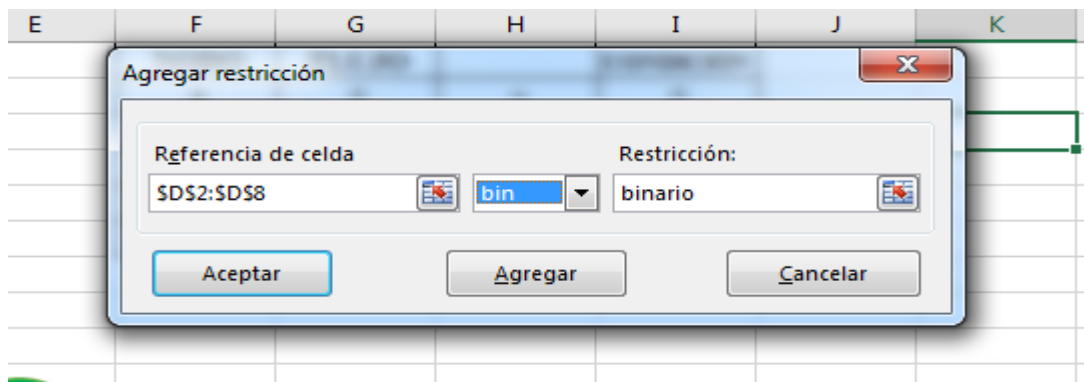 E F G H I J K
Agregar restricción
Referencia de celda Restricción:
$D$2:$D$8 bin binario
Aceptar Agregar Cancelar